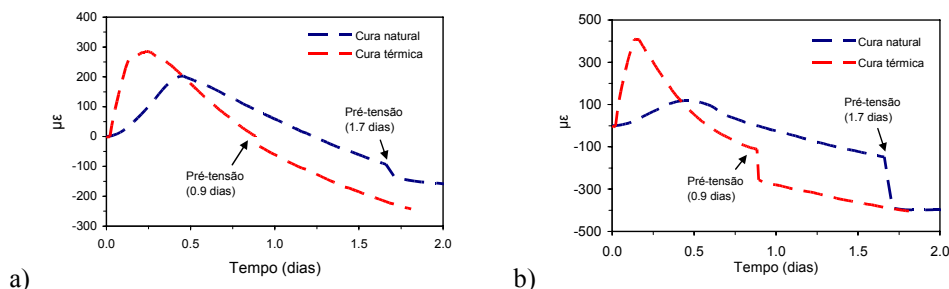 a)
µε
400
300
200
100
0
-100
-200
-300
0.0 0.5 1.0 1.5 2.0
Tempo (dias)
Cura natural
Cura térmica
Pré-tensão
(1.7 dias)
Pré-tensão
(0.9 dias)
b)
µε
500
300
100
-100
-300
-500
0.0 0.5 1.0 1.5 2.0
Tempo (dias)
Cura natural
Cura térmica
Pré-tensão
(1.7 dias)
Pré-tensão
(0.9 dias)